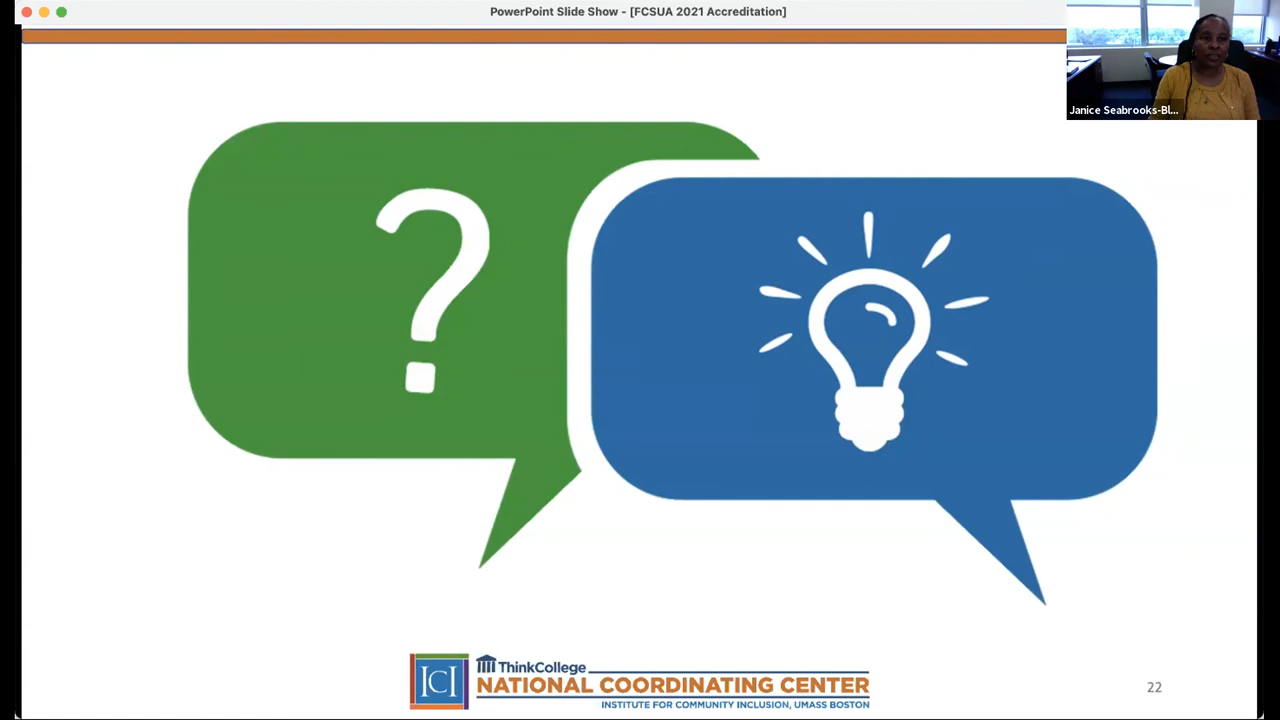 PowerPoint Slide Show - [FCSUA 2021 Accreditation]
Janice Seabrooks-Bl...
?
ICI
ThinkCollege
NATIONAL COORDINATING CENTER
INSTITUTE FOR COMMUNITY INCLUSION, UMASS BOSTON
22